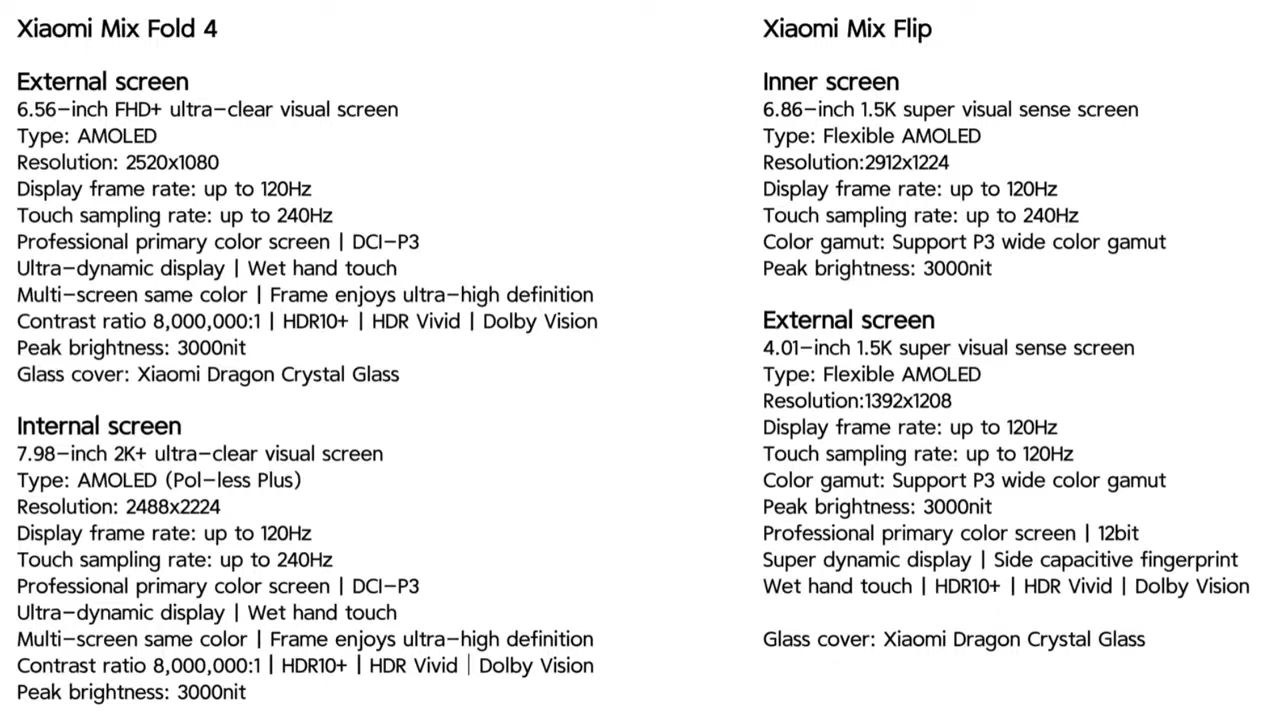 Xiaomi Mix Fold 4
External screen
6.56-inch FHD+ ultra-clear visual screen
Type: AMOLED
Resolution: 2520x1080
Display frame rate: up to 120Hz
Touch sampling rate: up to 240Hz
Professional primary color screen | DCI-P3
Ultra-dynamic display | Wet hand touch
Multi-screen same color | Frame enjoys ultra-high definition
Contrast ratio 8,000,000:1 | HDR10+ | HDR Vivid | Dolby Vision
Peak brightness: 3000nit
Glass cover: Xiaomi Dragon Crystal Glass
Internal screen
7.98-inch 2K+ ultra-clear visual screen
Type: AMOLED (Pol-less Plus)
Resolution: 2488x2224
Display frame rate: up to 120Hz
Touch sampling rate: up to 240Hz
Professional primary color screen | DCI-P3
Ultra-dynamic display | Wet hand touch
Multi-screen same color | Frame enjoys ultra-high definition
Contrast ratio 8,000,000:1 | HDR10+ | HDR Vivid | Dolby Vision
Peak brightness: 3000nit
Xiaomi Mix Flip
Inner screen
6.86-inch 1.5K super visual sense screen
Type: Flexible AMOLED
Resolution:2912x1224
Display frame rate: up to 120Hz
Touch sampling rate: up to 240Hz
Color gamut: Support P3 wide color gamut
Peak brightness: 3000nit
External screen
4.01-inch 1.5K super visual sense screen
Type: Flexible AMOLED
Resolution:1392x1208
Display frame rate: up to 120Hz
Touch sampling rate: up to 120Hz
Color gamut: Support P3 wide color gamut
Peak brightness: 3000nit
Professional primary color screen | 12bit
Super dynamic display | Side capacitive fingerprint
Wet hand touch | HDR10+ | HDR Vivid | Dolby Vision
Glass cover: Xiaomi Dragon Crystal Glass